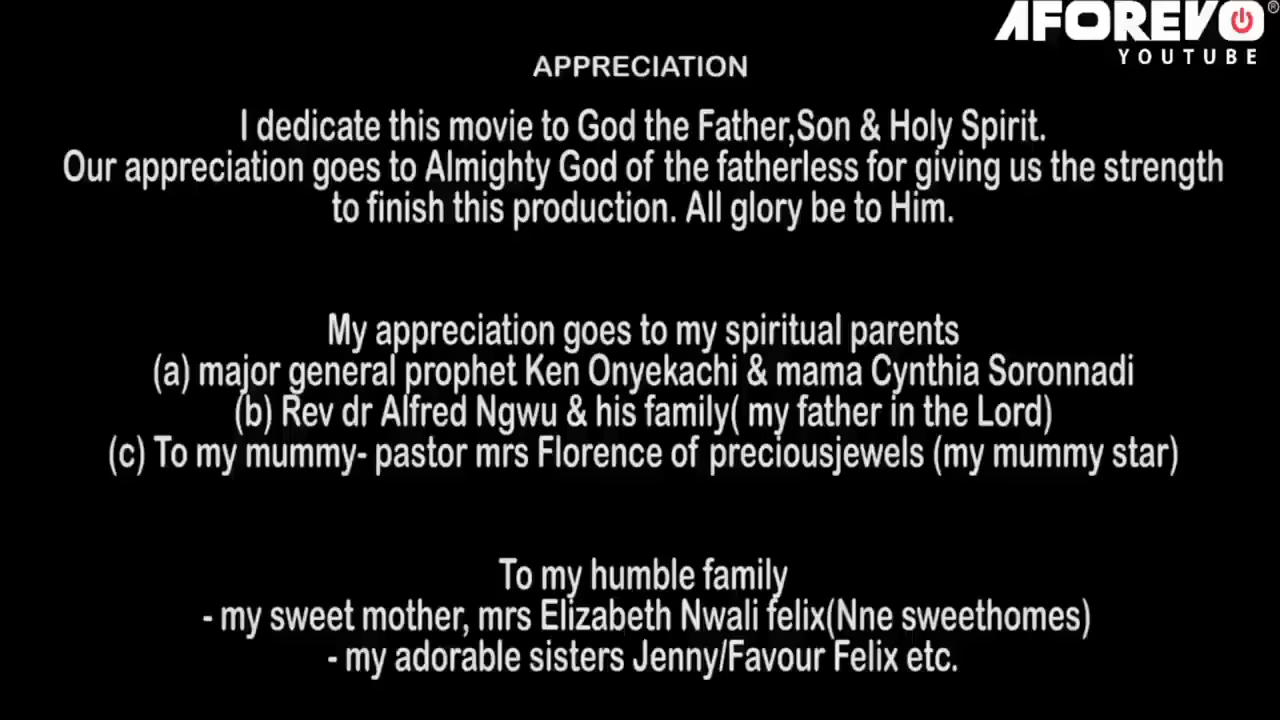 AFOREVO®
YOUTUBE
APPRECIATION
I dedicate this movie to God the Father,Son & Holy Spirit.
Our appreciation goes to Almighty God of the fatherless for giving us the strength
to finish this production. All glory be to Him.
My appreciation goes to my spiritual parents
(a) major general prophet Ken Onyekachi & mama Cynthia Soronnadi
(b) Rev dr Alfred Ngwu & his family( my father in the Lord)
(c) To my mummy- pastor mrs Florence of preciousjewels (my mummy star)
To my humble family
- my sweet mother, mrs Elizabeth Nwali felix(Nne sweethomes)
- my adorable sisters Jenny/Favour Felix etc.